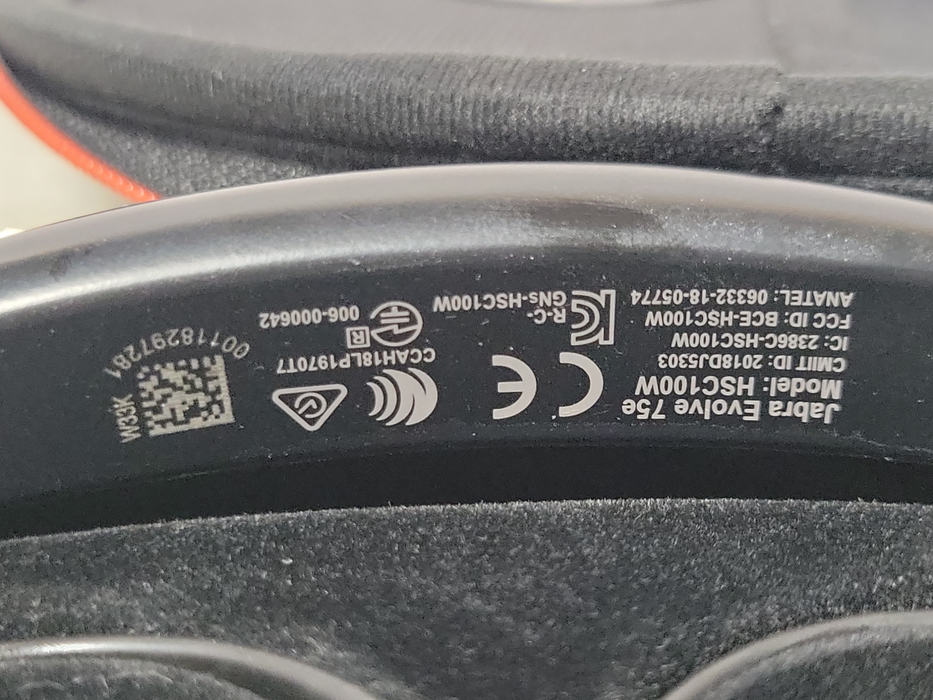 Jabra Evolve 75e
Model: HSC100W
CMIIT ID: 2018DJ5303
IC: 2386C-HSC100W
FCC ID: BCE-HSC100W
ANATEL: 06332-18-05774
CE
R-C-
GNs-HSC100W
CCAH18LP1970T7
R
006-000642
W33K
00118297281